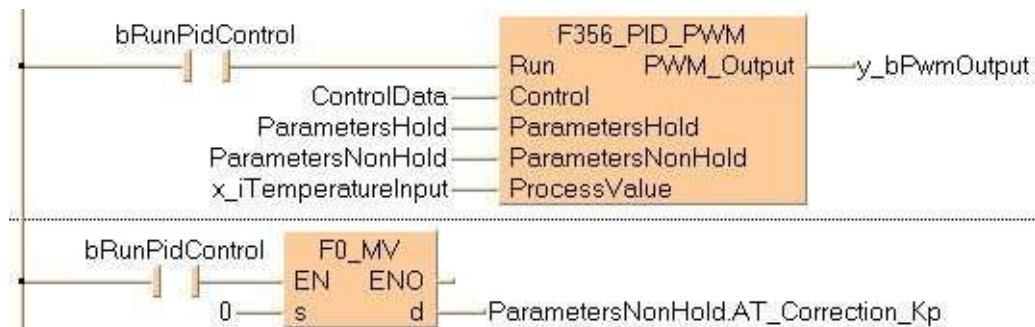 bRunPidControl
F356_PID_PWM
Run PWM_Output y_bPwmOutput
ControlData Control
ParametersHold ParametersHold
ParametersNonHold ParametersNonHold
x_iTemperatureInput ProcessValue
bRunPidControl F0_MV
EN ENO
0 s d ParametersNonHold.AT_Correction_Kp